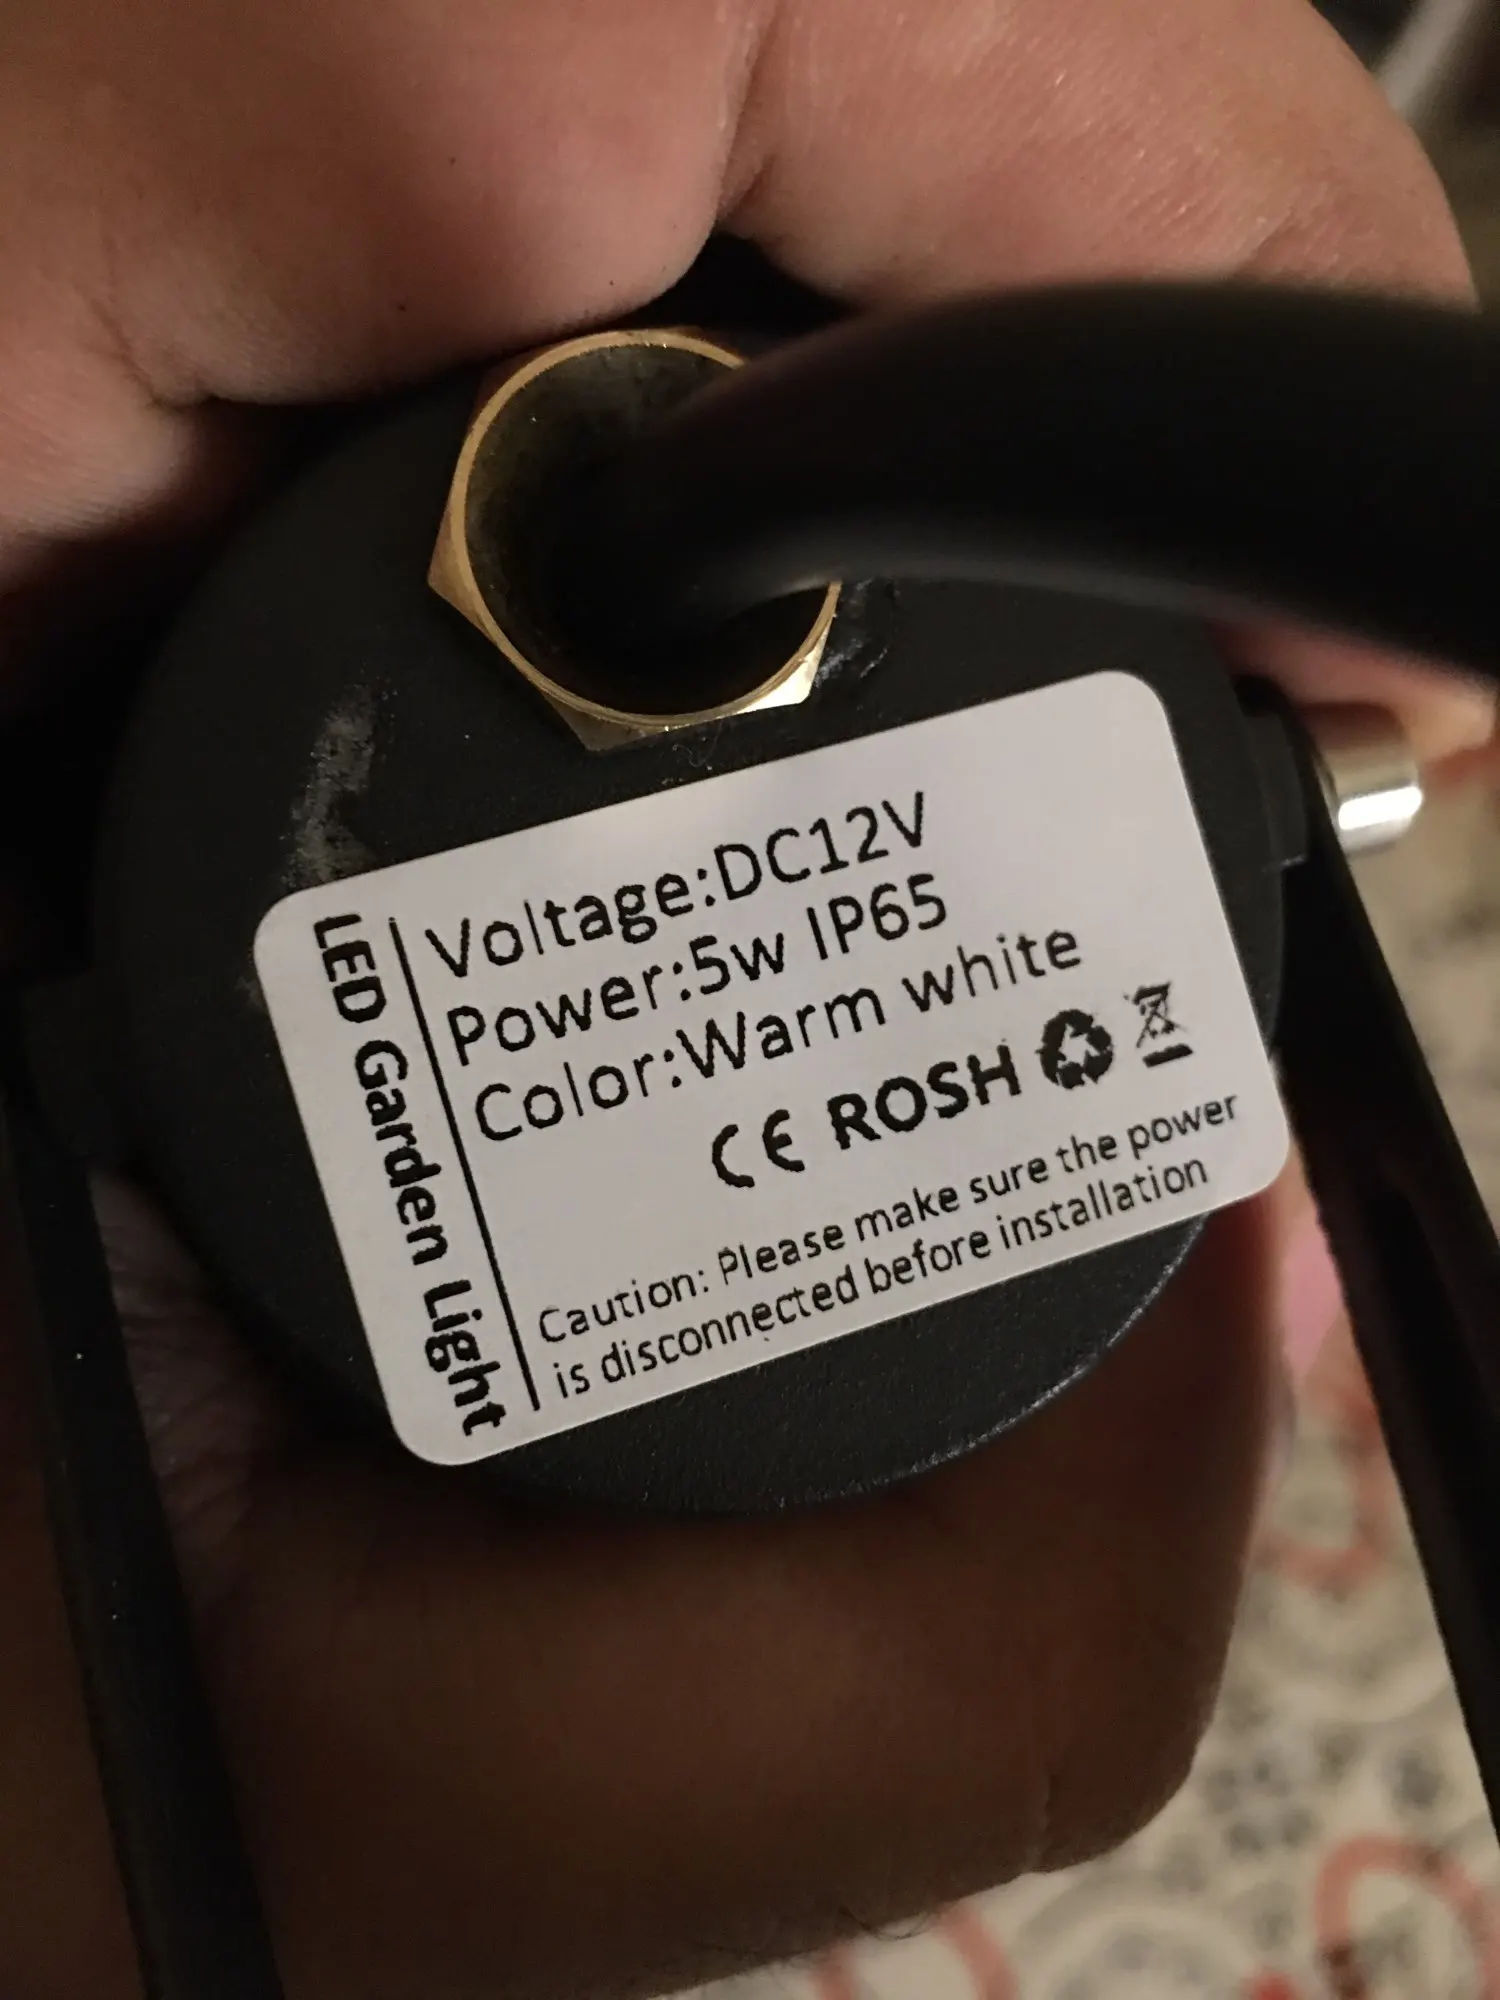 LED Garden Light
Voltage:DC12V
Power:5w IP65
Color:Warm white
CE ROSH
Caution: Please make sure the power
is disconnected before installation